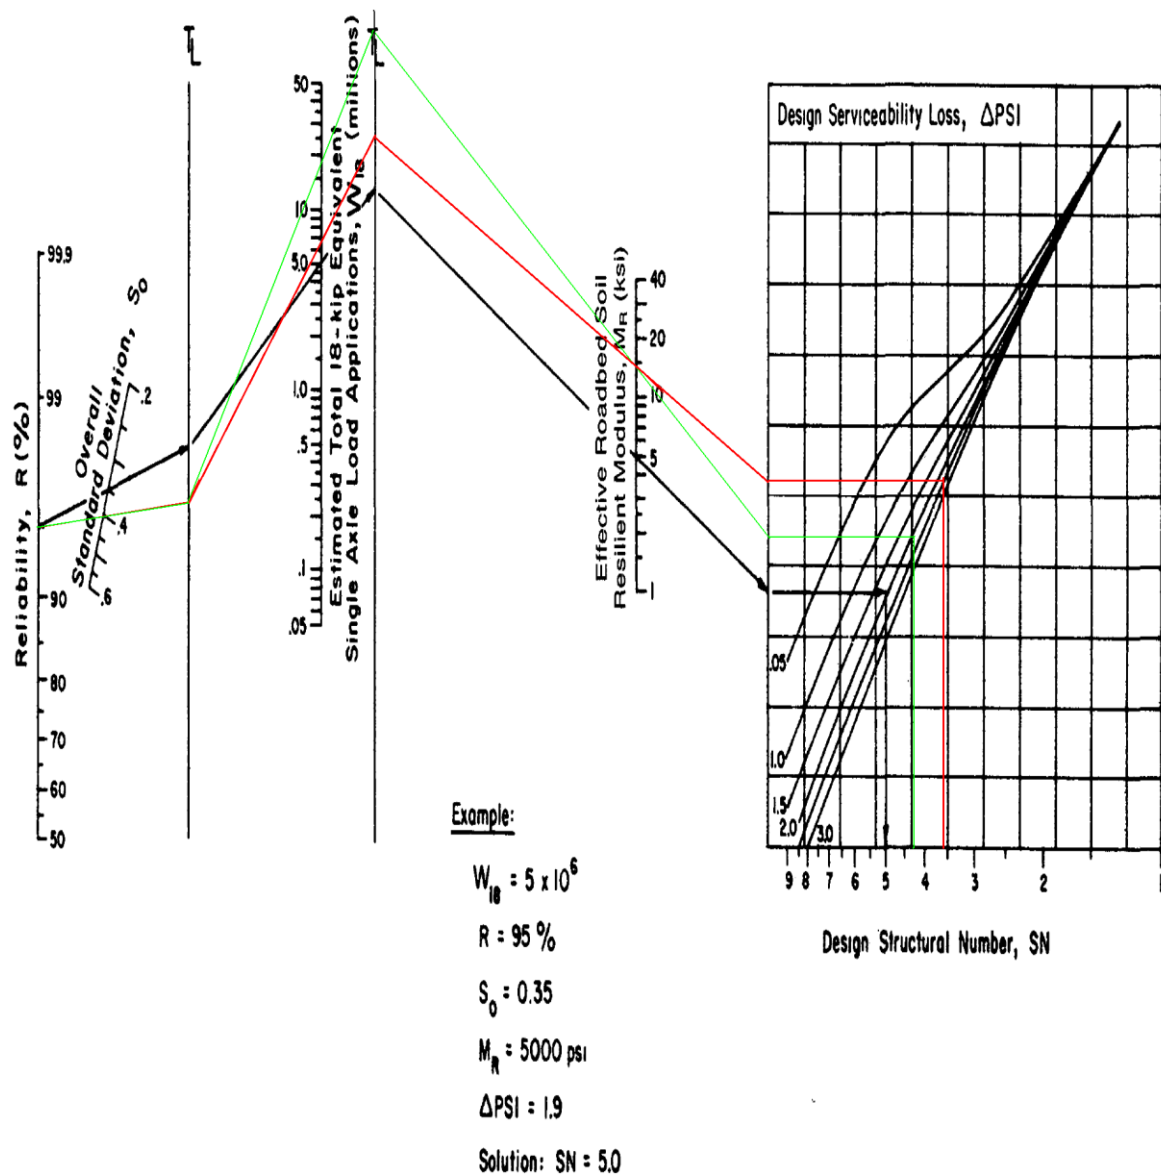 TL
TL
Reliability, R (%)
99.9
99
90
80
70
60
50
Overall
Standard Deviation, So
.2
.4
.6
Estimated Total 18-kip Equivalent
Single Axle Load Applications, W18 (millions)
50
10
5.0
1.0
.5
.1
.05
Effective Roadbed Soil
Resilient Modulus, MR (ksi)
40
20
10
5
1
Design Serviceability Loss, ΔPSI
.05
1.0
1.5
2.0
3.0
9 8 7 6 5 4 3 2 1
Design Structural Number, SN
Example:
W18 = 5 x 10⁶
R = 95 %
S0 = 0.35
MR = 5000 psi
ΔPSI = 1.9
Solution: SN = 5.0